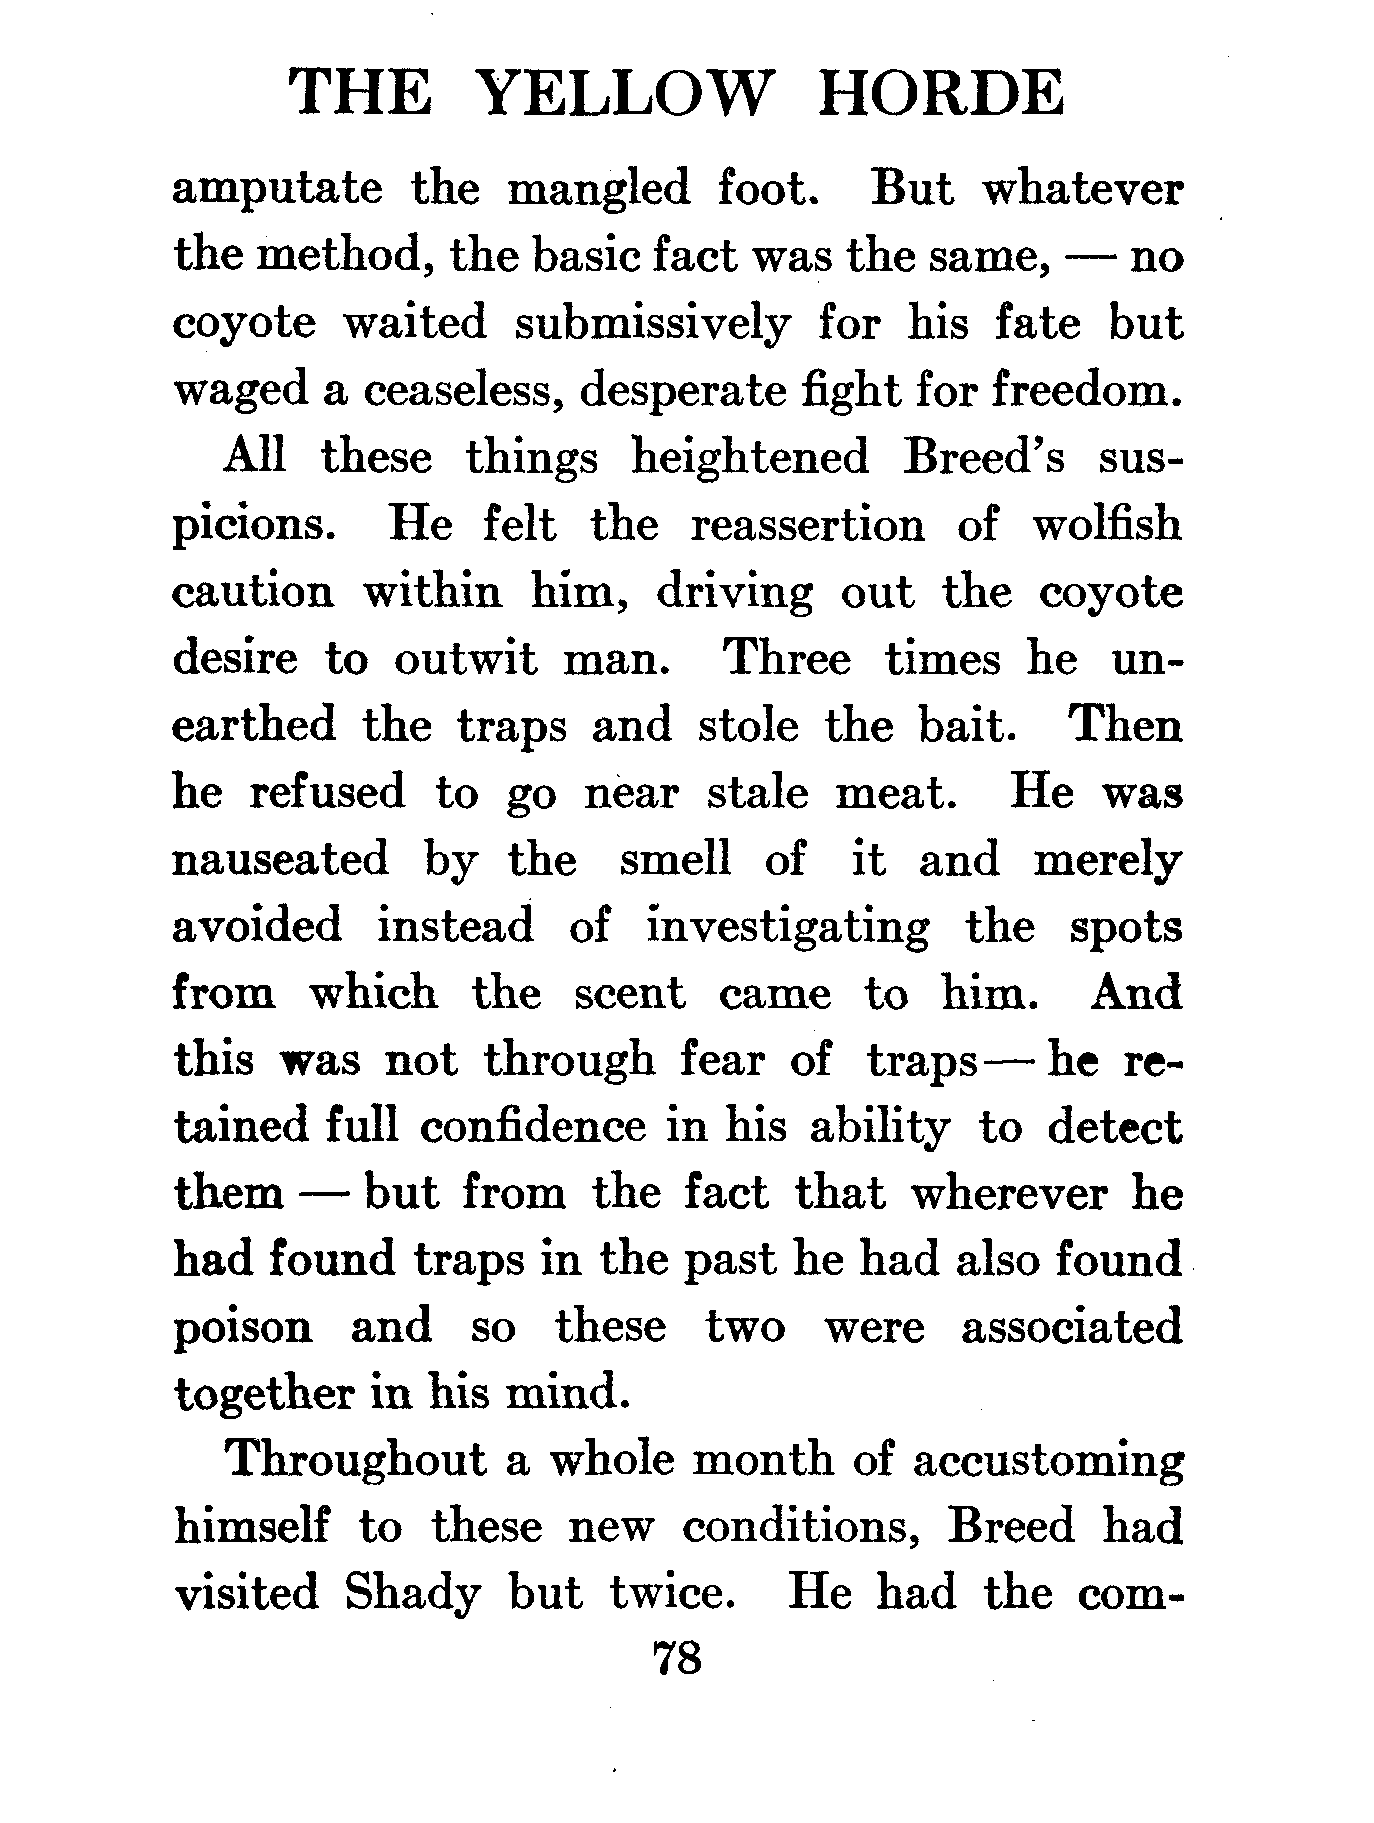 THE YELLOW HORDE
amputate the mangled foot. But whatever
the method, the basic fact was the same, — no
coyote waited submissively for his fate but
waged a ceaseless, desperate fight for freedom.
All these things heightened Breed's sus-
picions. He felt the reassertion of wolfish
caution within him, driving out the coyote
desire to outwit man. Three times he un-
earthed the traps and stole the bait. Then
he refused to go near stale meat. He was
nauseated by the smell of it and merely
avoided instead of investigating the spots
from which the scent came to him. And
this was not through fear of traps — he re-
tained full confidence in his ability to detect
them — but from the fact that wherever he
had found traps in the past he had also found
poison and so these two were associated
together in his mind.
Throughout a whole month of accustoming
himself to these new conditions, Breed had
visited Shady but twice. He had the com-
78